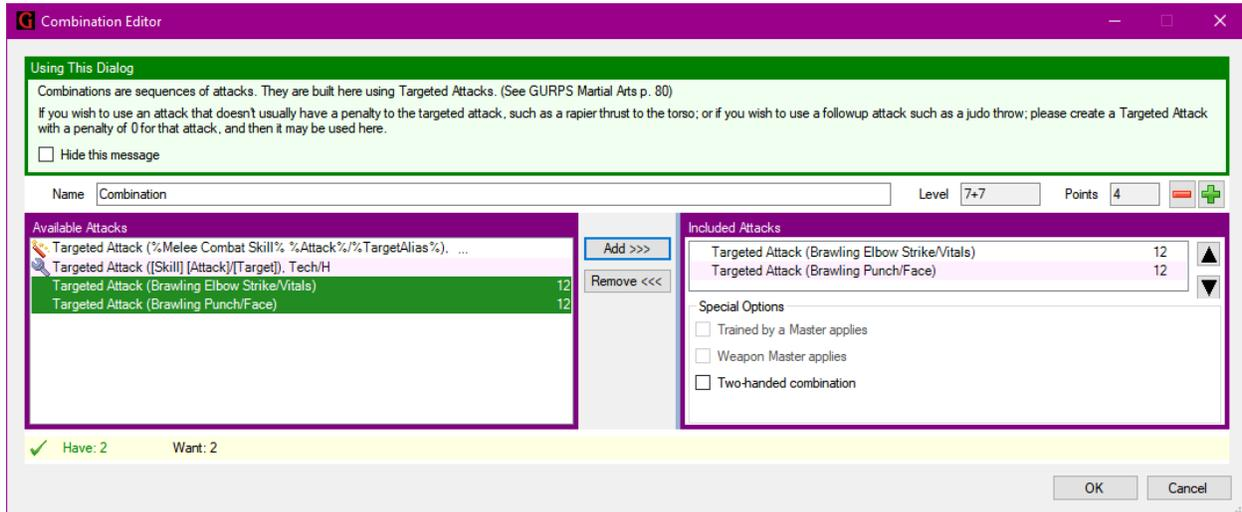 G Combination Editor
Using This Dialog
Combinations are sequences of attacks. They are built here using Targeted Attacks. (See GURPS Martial Arts p. 80)
If you wish to use an attack that doesn't usually have a penalty to the targeted attack, such as a rapier thrust to the torso; or if you wish to use a followup attack such as a judo throw; please create a Targeted Attack
with a penalty of 0 for that attack, and then it may be used here.
Hide this message
Name Combination Level 7+7 Points 4
Available Attacks
Targeted Attack (%Melee Combat Skill% %Attack%/%TargetAlias%), ...
Targeted Attack ([Skill] [Attack]/[Target]), Tech/H
Targeted Attack (Brawling Elbow Strike/Vitals) 12
Targeted Attack (Brawling Punch/Face) 12
Add >>>
Remove <<<
Included Attacks
Targeted Attack (Brawling Elbow Strike/Vitals) 12
Targeted Attack (Brawling Punch/Face) 12
Special Options
Trained by a Master applies
Weapon Master applies
Two-handed combination
Have: 2 Want: 2
OK Cancel